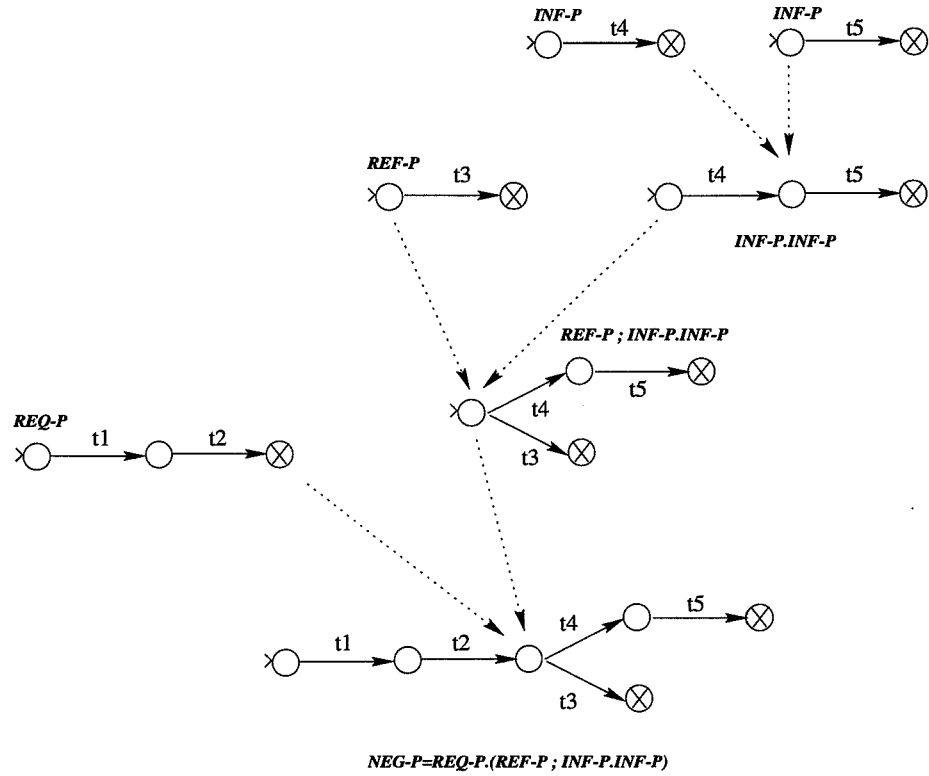 INF-P
INF-P
t4
t5
REF-P
t3
t4
t5
INF-P.INF-P
REF-P ; INF-P.INF-P
t5
t4
t3
REQ-P
t1
t2
t5
t4
t1
t2
t3
NEG-P=REQ-P.(REF-P ; INF-P.INF-P)